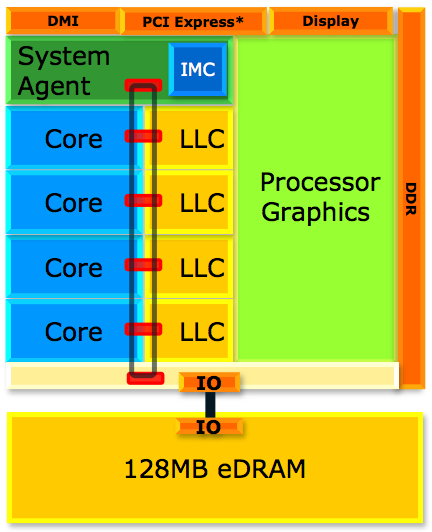 DMI
PCI Express*
Display
System
Agent
IMC
DDR
Core
LLC
Core
LLC
Processor
Graphics
Core
LLC
Core
LLC
IO
IO
128MB eDRAM